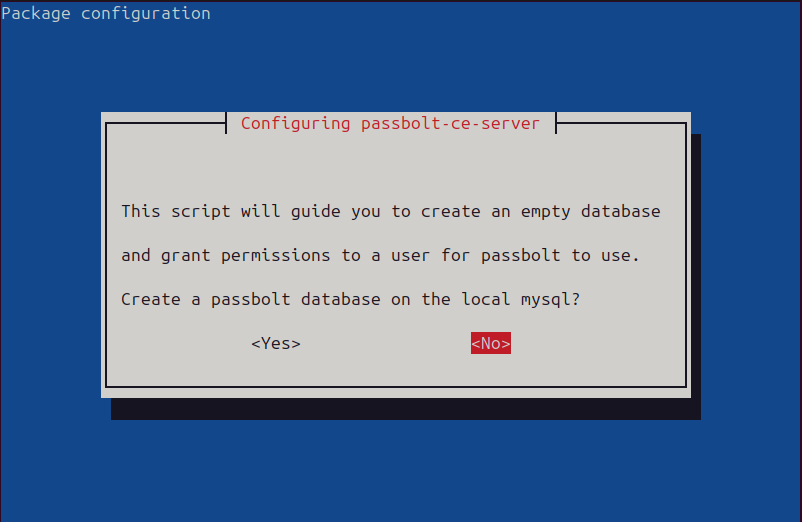 Package configuration
Configuring passbolt-ce-server
This script will guide you to create an empty database
and grant permissions to a user for passbolt to use.
Create a passbolt database on the local mysql?
<Yes> <No>